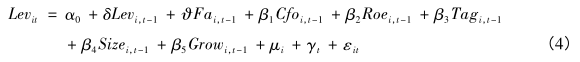 Lev_{it} = α_0 + δLev_{i,t-1} + ϑFa_{i,t-1} + β_1Cfo_{i,t-1} + β_2Roe_{i,t-1} + β_3Tag_{i,t-1}
+ β_4Size_{i,t-1} + β_5Grow_{i,t-1} + μ_i + γ_t + ε_{it} (4)